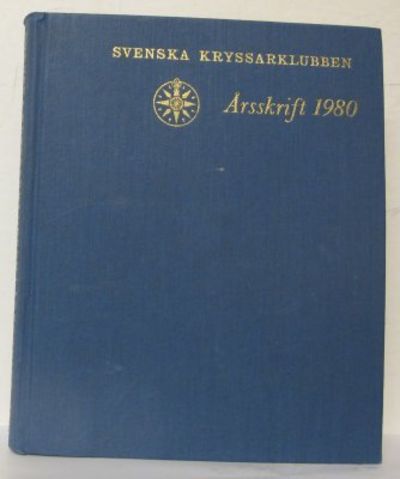 SVENSKA KRYSSARKLUBBEN
Årsskrift 1980